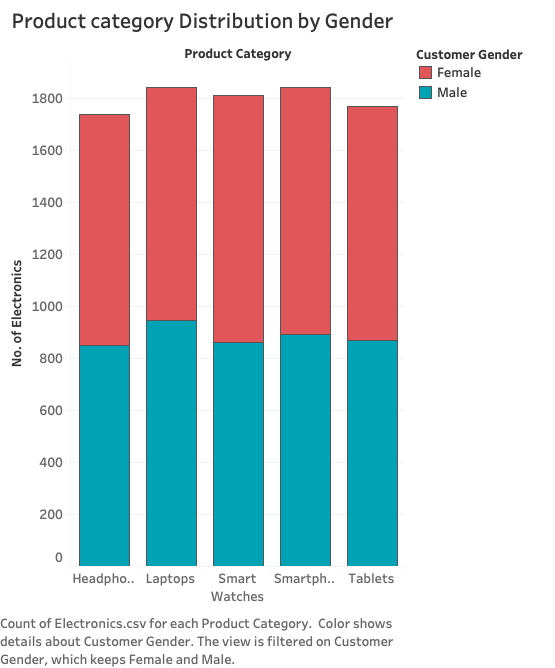 Product category Distribution by Gender
Product Category
Customer Gender
Female
Male
No. of Electronics
1800
1600
1400
1200
1000
800
600
400
200
0
Headpho..
Laptops
Smart
Watches
Smartph..
Tablets
Count of Electronics.csv for each Product Category.  Color shows
details about Customer Gender. The view is filtered on Customer
Gender, which keeps Female and Male.